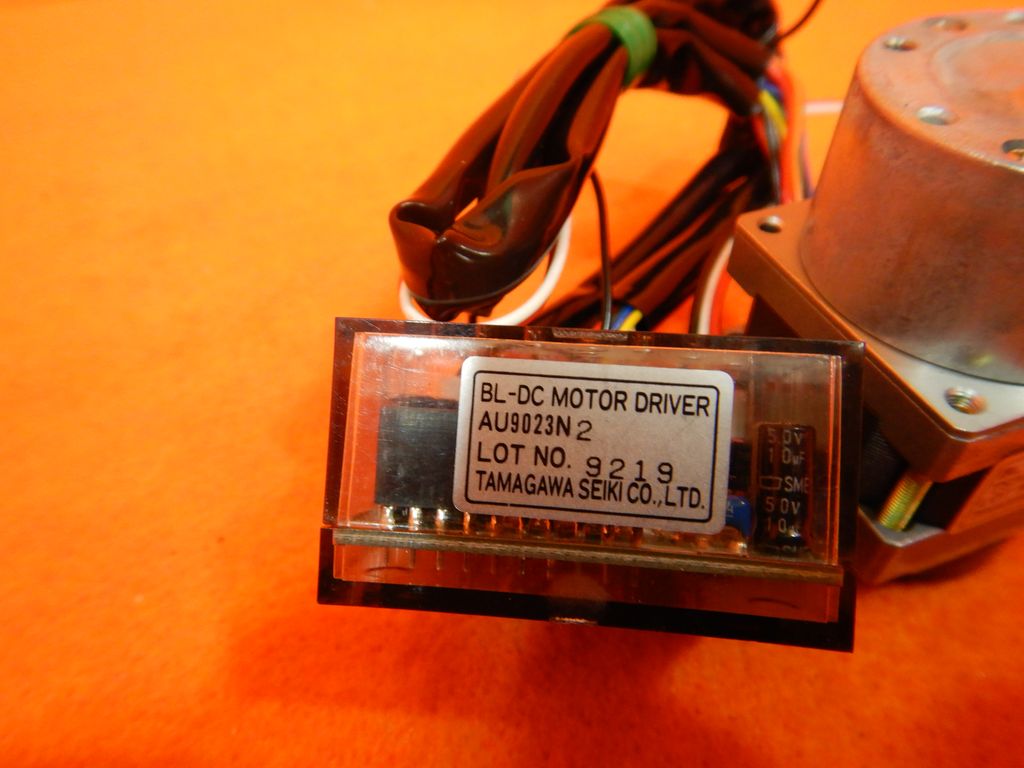 BL-DC MOTOR DRIVER
AU9023N2
LOT NO. 9219
TAMAGAWA SEIKI CO.,LTD.
50V
10µF
SME
50V